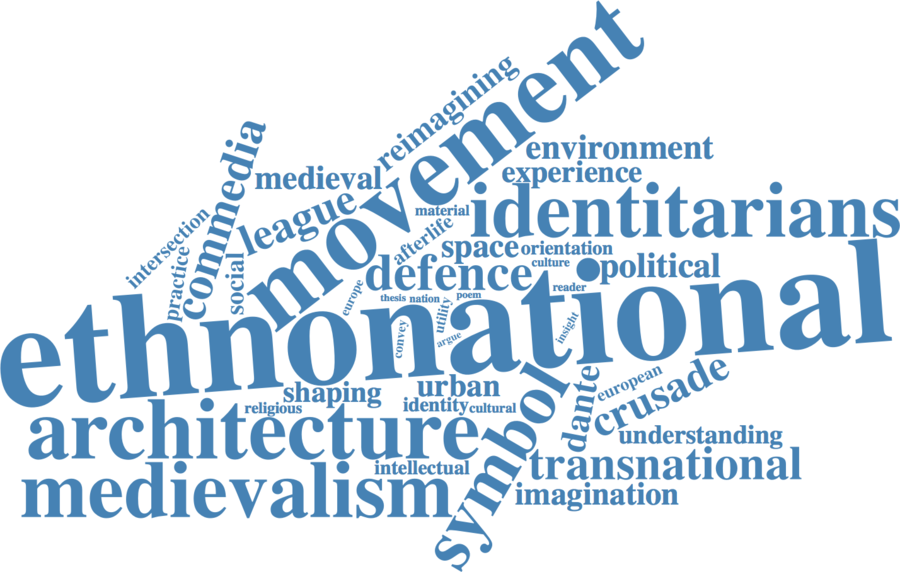 movement
reimagining
commedia
medieval
environment
experience
league
material
identitarians
intersection
afterlife
space
orientation
practice
social
defence
culture
political
europe
thesis
nation
poem
reader
ethnonational
utility
convey
argue
insight
shaping
urban
symbol
dante
european
crusade
religious
identity
cultural
architecture
understanding
intellectual
transnational
medievalism
imagination